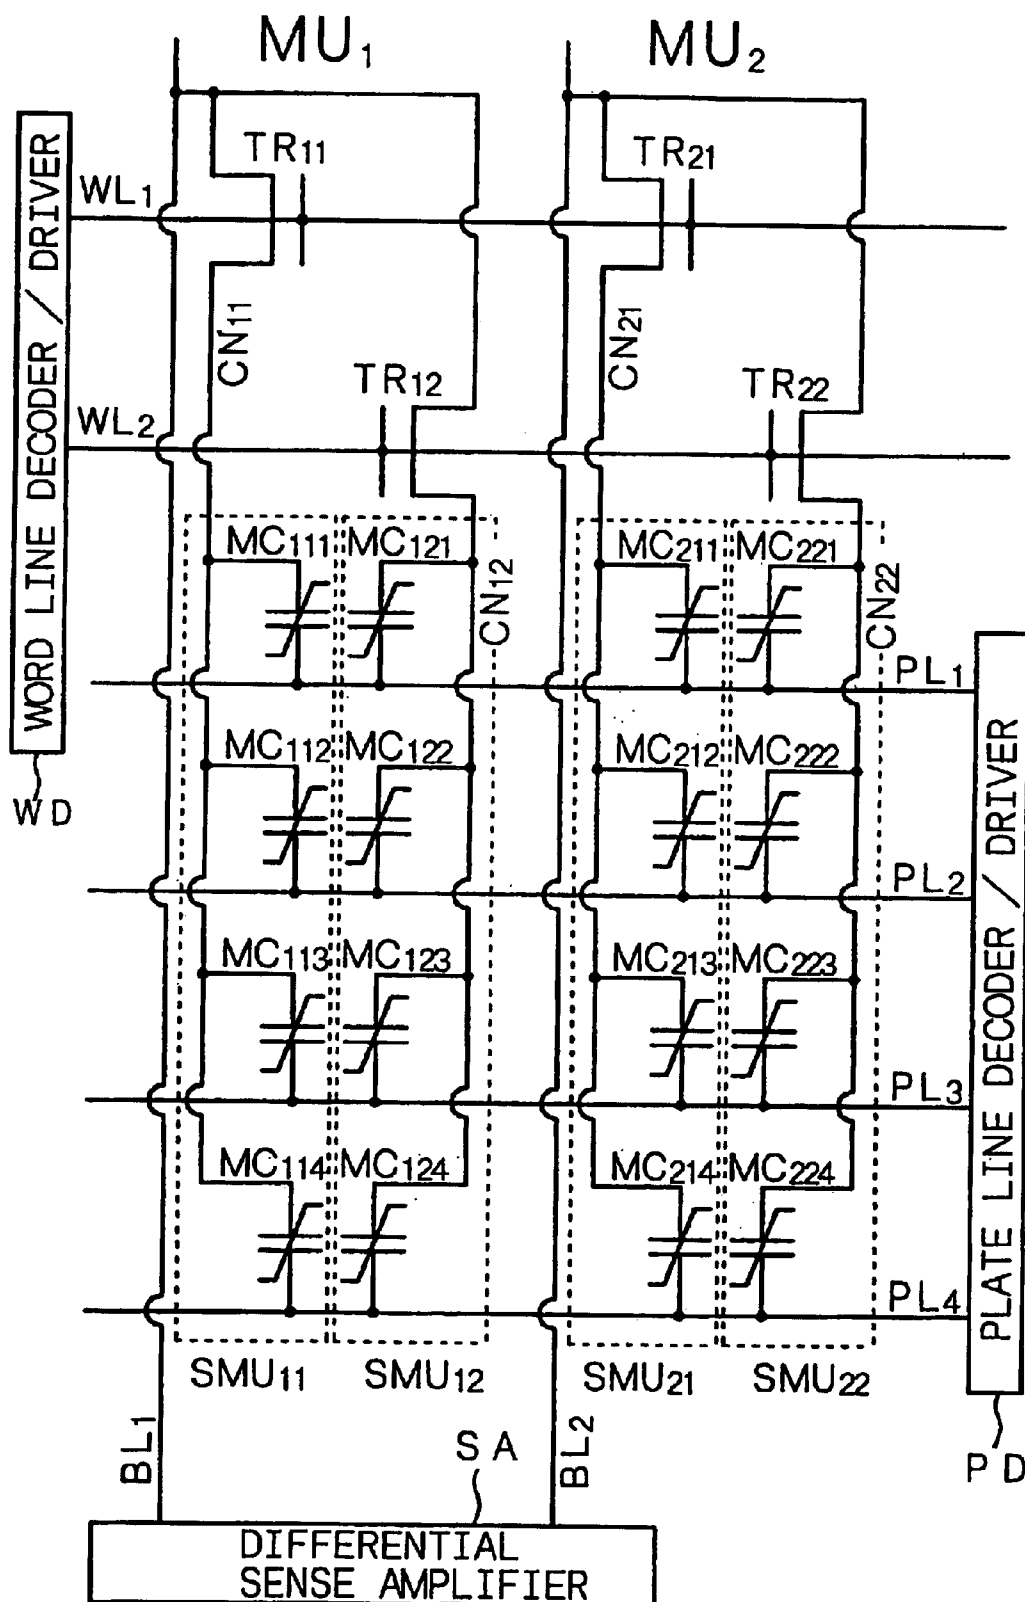 MU1 MU2
WORD LINE DECODER / DRIVER
TR11 TR21
WL1
CN11 CN21
TR12 TR22
WL2
MC111 MC121 MC211 MC221
CN12 CN22
PL1
MC112 MC122 MC212 MC222
WD
PL2
PLATE LINE DECODER / DRIVER
MC113 MC123 MC213 MC223
PL3
MC114 MC124 MC214 MC224
PL4
SMU11 SMU12 SMU21 SMU22
BL1 SA BL2 PD
DIFFERENTIAL
SENSE AMPLIFIER